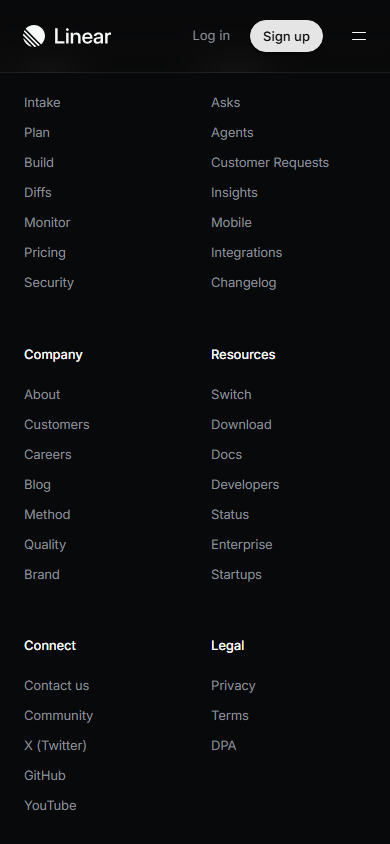 Linear
Log in
Sign up
Intake
Plan
Build
Diffs
Monitor
Pricing
Security
Asks
Agents
Customer Requests
Insights
Mobile
Integrations
Changelog
Company
About
Customers
Careers
Blog
Method
Quality
Brand
Resources
Switch
Download
Docs
Developers
Status
Enterprise
Startups
Connect
Contact us
Community
X (Twitter)
GitHub
YouTube
Legal
Privacy
Terms
DPA